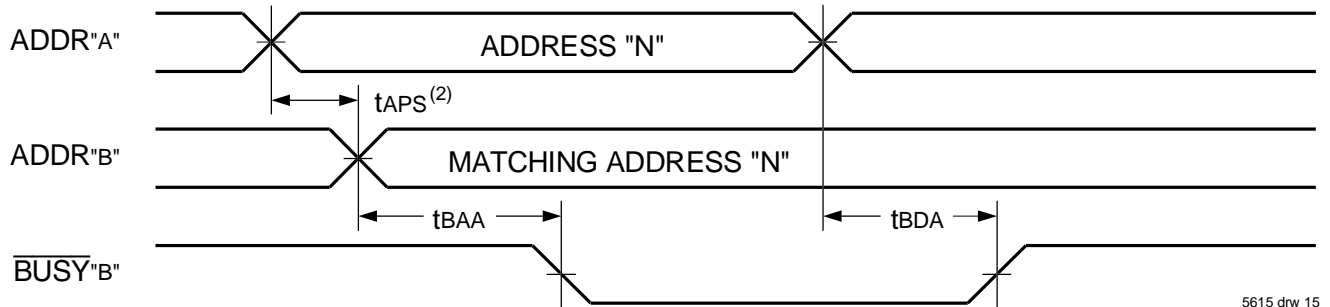 ADDR"A"
ADDRESS "N"
tAPS(2)
ADDR"B"
MATCHING ADDRESS "N"
tBAA
tBDA
BUSY"B"
5615 drw 15